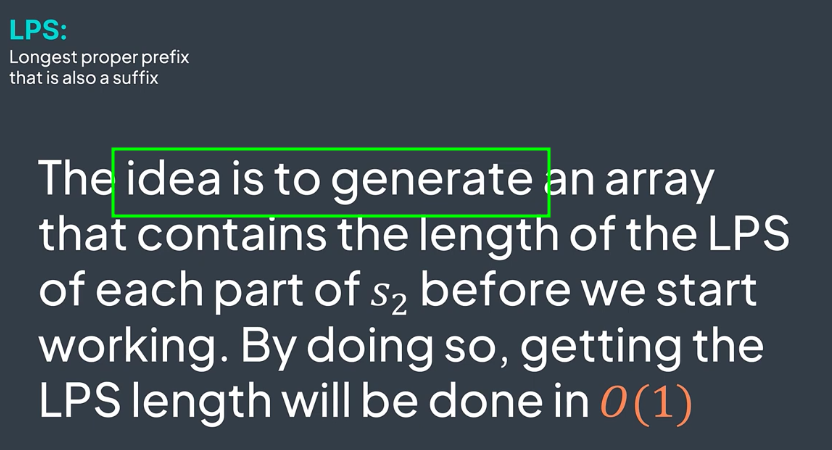 LPS:
Longest proper prefix
that is also a suffix
The idea is to generate an array
that contains the length of the LPS
of each part of s₂ before we start
working. By doing so, getting the
LPS length will be done in O(1)